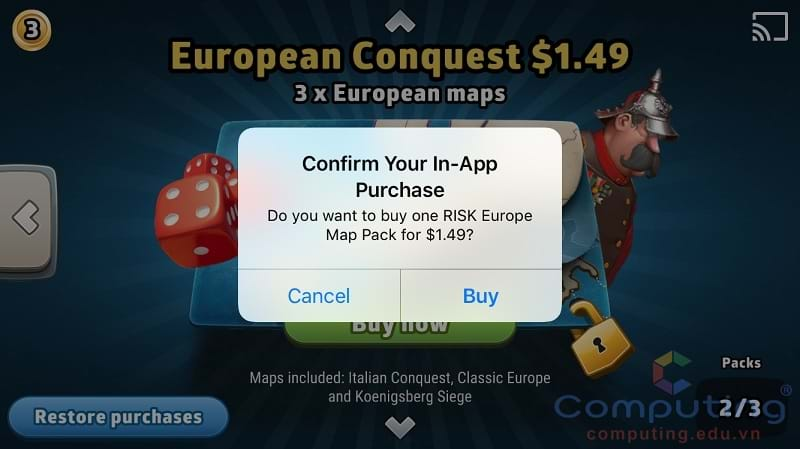 3
European Conquest $1.49
3 x European maps
Confirm Your In-App
Purchase
Do you want to buy one RISK Europe
Map Pack for $1.49?
Cancel
Buy
Buy now
Maps included: Italian Conquest, Classic Europe
and Koenigsberg Siege
Restore purchases
Packs
2/3
Computing®
computing.edu.vn